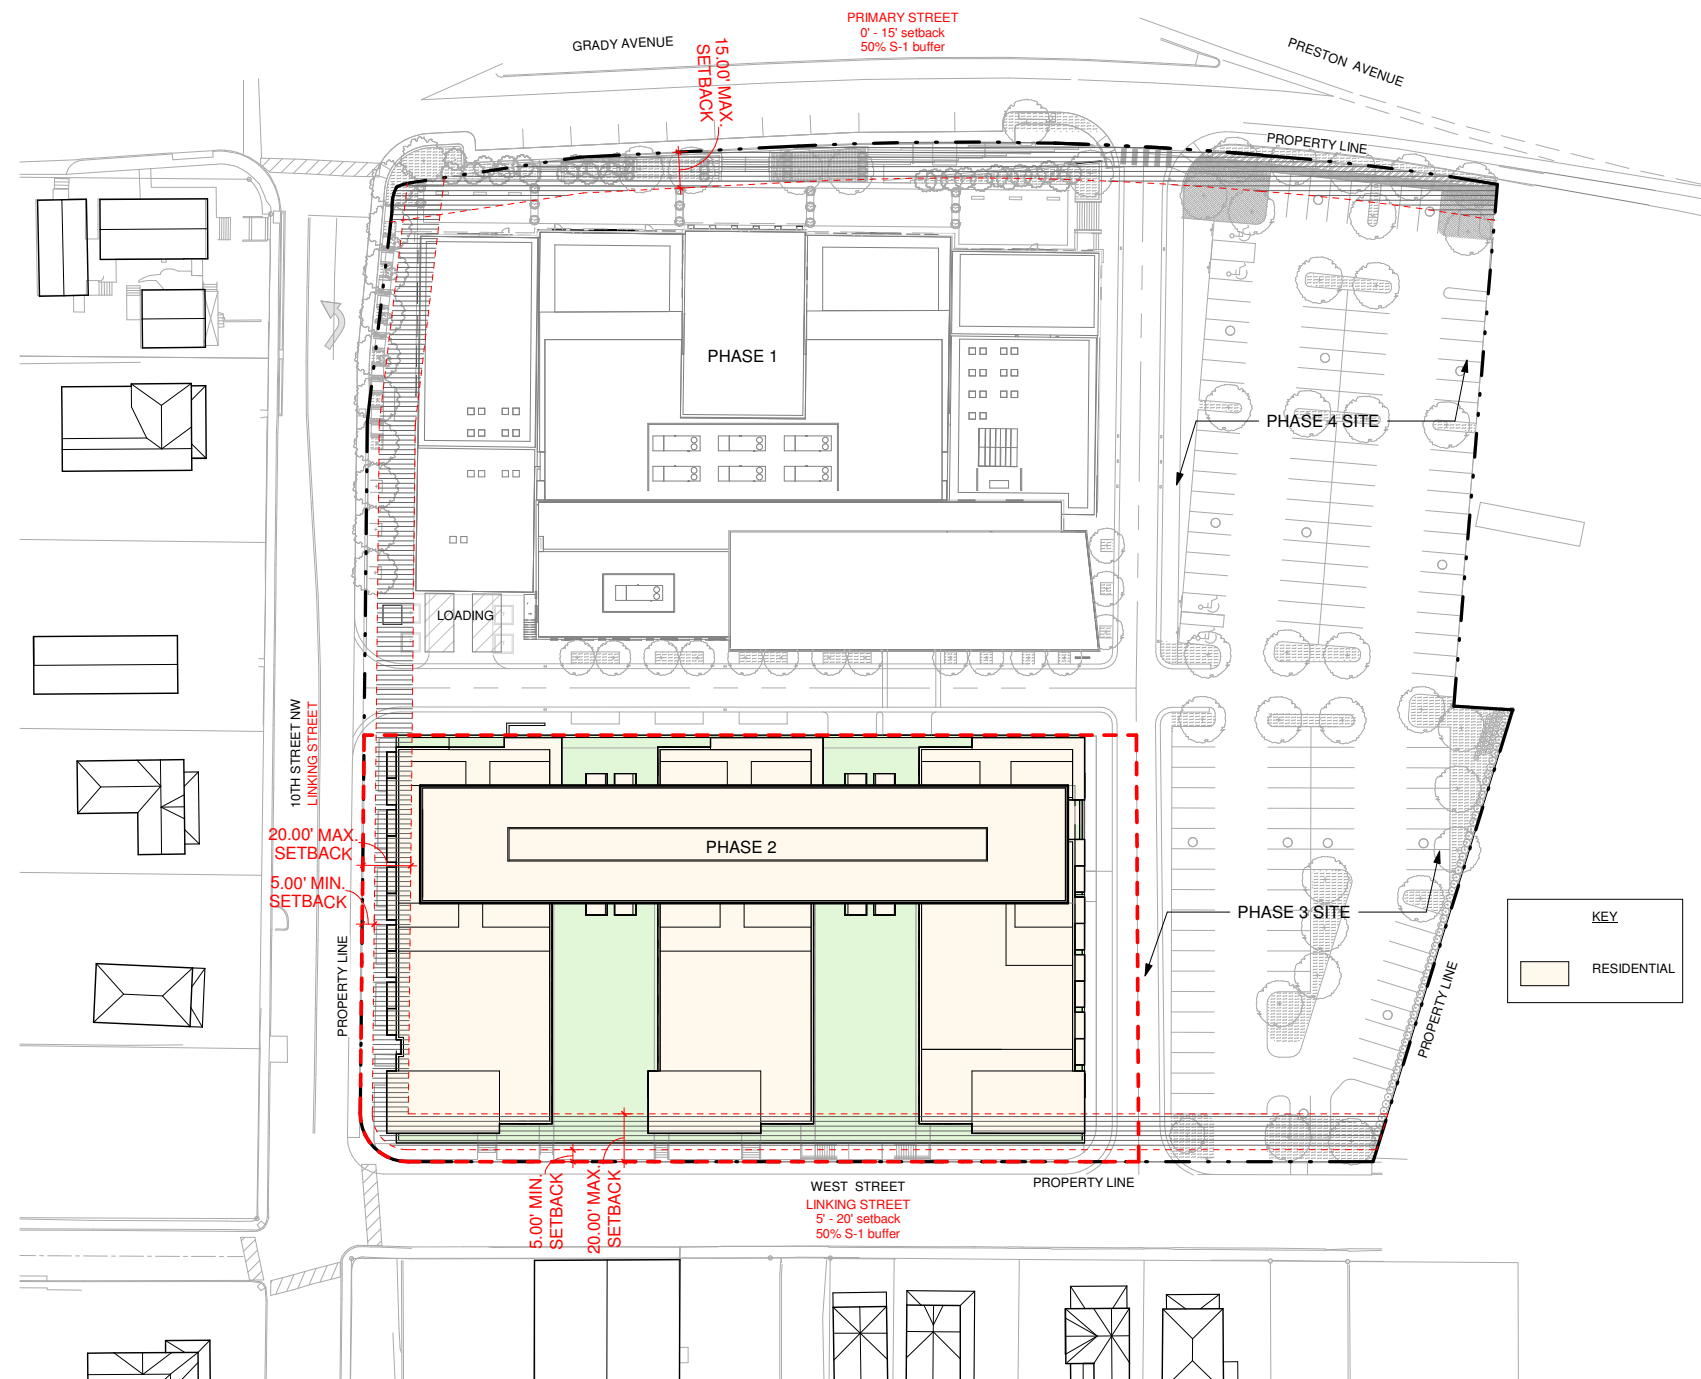 PRIMARY STREET
0' - 15' setback
50% S-1 buffer
GRADY AVENUE
PRESTON AVENUE
15.00' MAX.
SETBACK
PROPERTY LINE
PHASE 1
PHASE 4 SITE
LOADING
10TH STREET NW
LINKING STREET
20.00' MAX.
SETBACK
5.00' MIN.
SETBACK
PHASE 2
PHASE 3 SITE
KEY
RESIDENTIAL
PROPERTY LINE
PROPERTY LINE
5.00' MIN.
SETBACK
20.00' MAX.
SETBACK
WEST STREET
PROPERTY LINE
LINKING STREET
5' - 20' setback
50% S-1 buffer